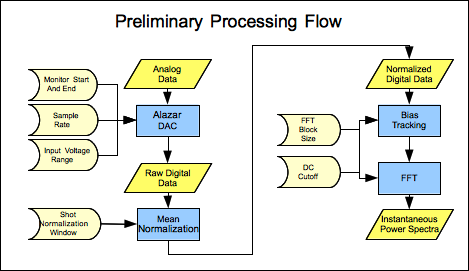 Preliminary Processing Flow
Monitor Start
And End
Sample
Rate
Input Voltage
Range
Analog
Data
Alazar
DAC
Raw Digital
Data
Shot
Normalization
Window
Mean
Normalization
Normalized
Digital Data
FFT
Block
Size
Bias
Tracking
DC
Cutoff
FFT
Instantaneous
Power Spectra